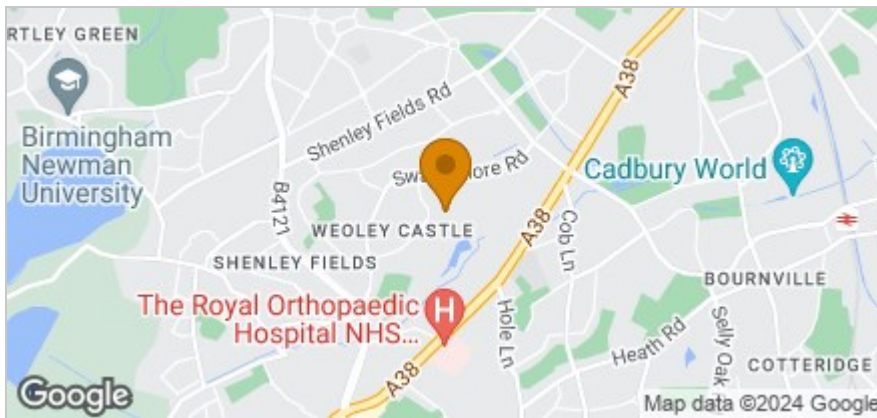 RTLEY GREEN
Birmingham
Newman
University
Shenley Fields Rd
A38
Cadbury World
B4121
WEOLEY CASTLE
SHENLEY FIELDS
A38
Cob Ln
BOURNVILLE
The Royal Orthopaedic
Hospital NHS...
H
Hole Ln
Heath Rd
Selly Oak
COTTERIDGE
A38
Google
Map data ©2024 Google